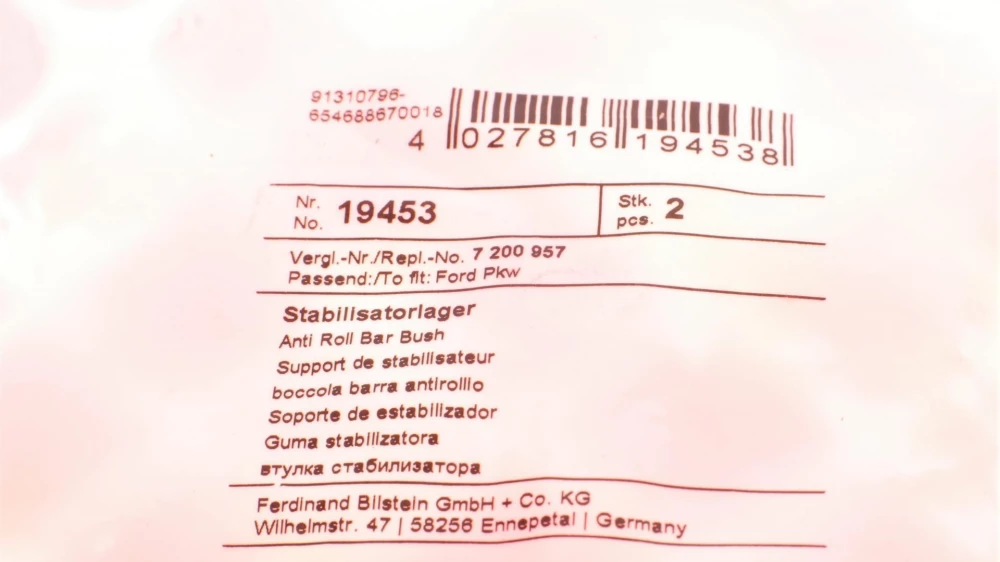 91310796-
654688670018
4 027816 194538
Nr.
No. 19453
Stk.
pcs. 2
Vergl.-Nr./Repl.-No. 7 200 957
Passend:/To fit: Ford Pkw
Stabilisatorlager
Anti Roll Bar Bush
Support de stabilisateur
boccola barra antirollio
Soporte de estabilizador
Guma stabilizatora
втулка стабилизатора
Ferdinand Bilstein GmbH + Co. KG
Wilhelmstr. 47 | 58256 Ennepetal | Germany